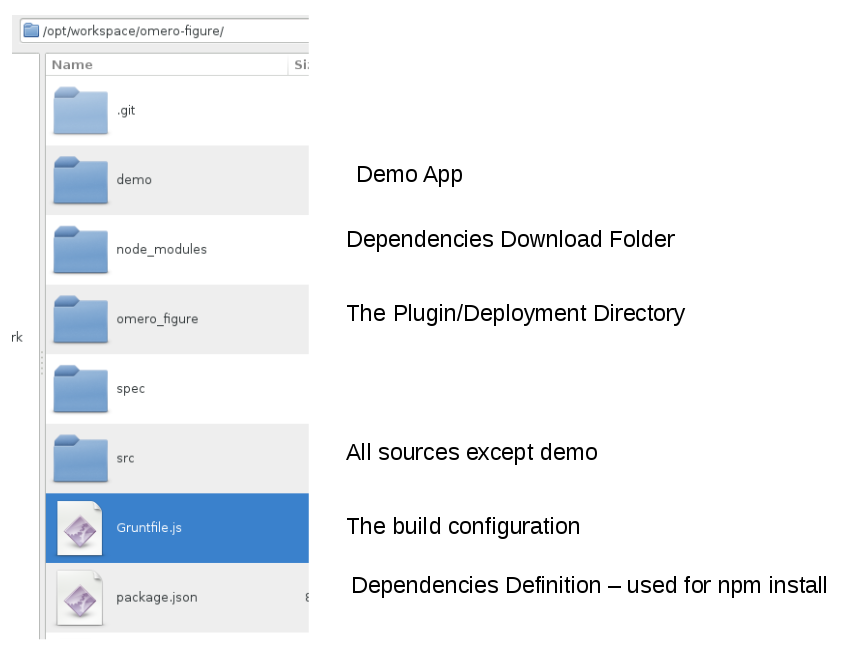 /opt/workspace/omero-figure/
Name Si
.git
demo Demo App
node_modules Dependencies Download Folder
omero_figure The Plugin/Deployment Directory
spec
rk
src All sources except demo
Gruntfile.js The build configuration
package.json Dependencies Definition – used for npm install